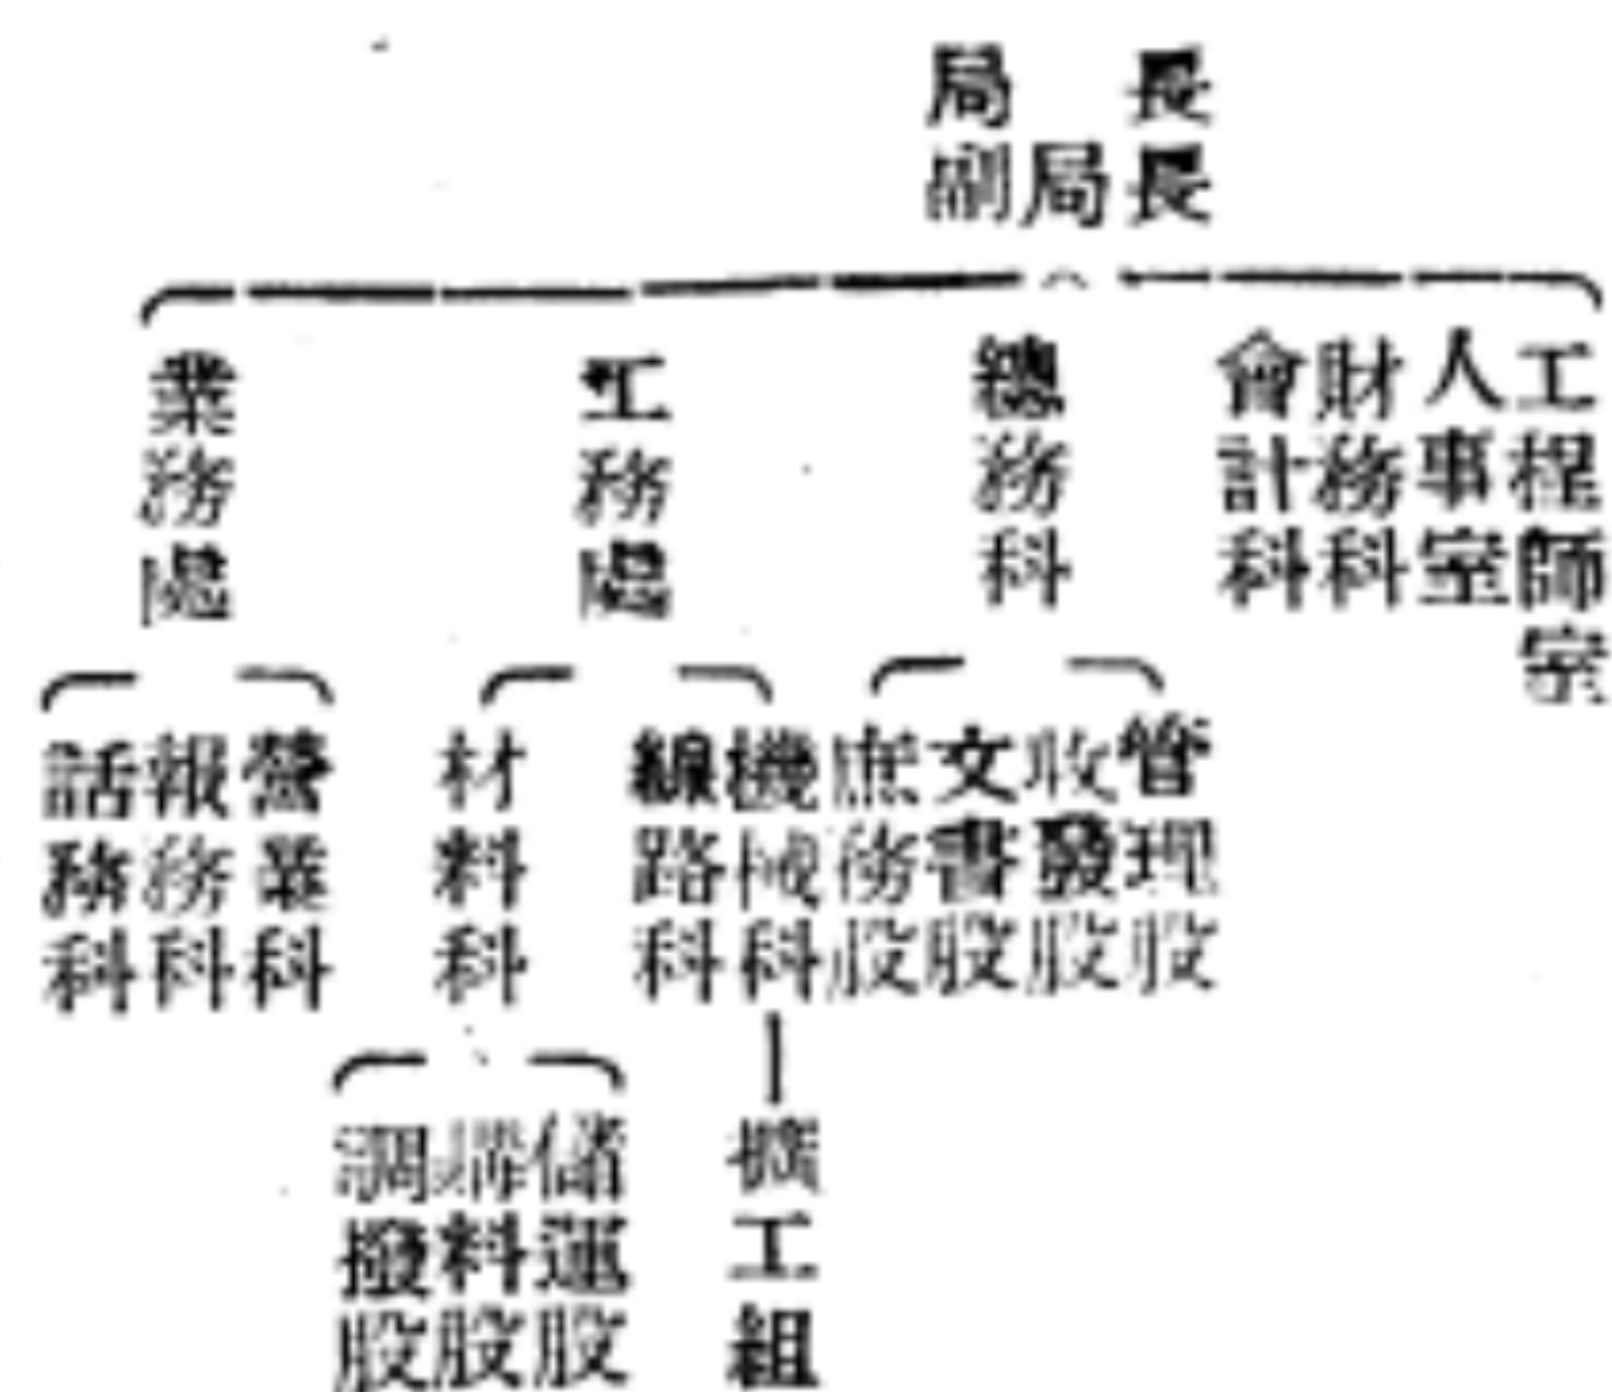 局長
副局長
工程師室
人事室
財務科
會計科
總務科
工務處
業務處
管理股
收發股
文書股
庶務股
機械科
線路科
材料科
營業科
報務科
話務科
擴工組
儲運股
購料股
調撥股